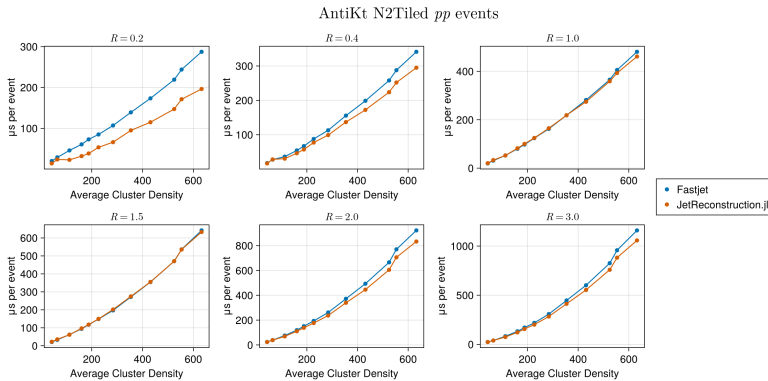 AntiKt N2Tiled pp events
R = 0.2
R = 0.4
R = 1.0
µs per event
300
200
100
200
400
600
Average Cluster Density
µs per event
300
200
100
200
400
600
Average Cluster Density
µs per event
400
200
0
200
400
600
Average Cluster Density
Fastjet
JetReconstruction.jl
R = 1.5
R = 2.0
R = 3.0
µs per event
600
500
400
300
200
100
0
200
400
600
Average Cluster Density
µs per event
800
600
400
200
0
200
400
600
Average Cluster Density
µs per event
1000
500
0
200
400
600
Average Cluster Density